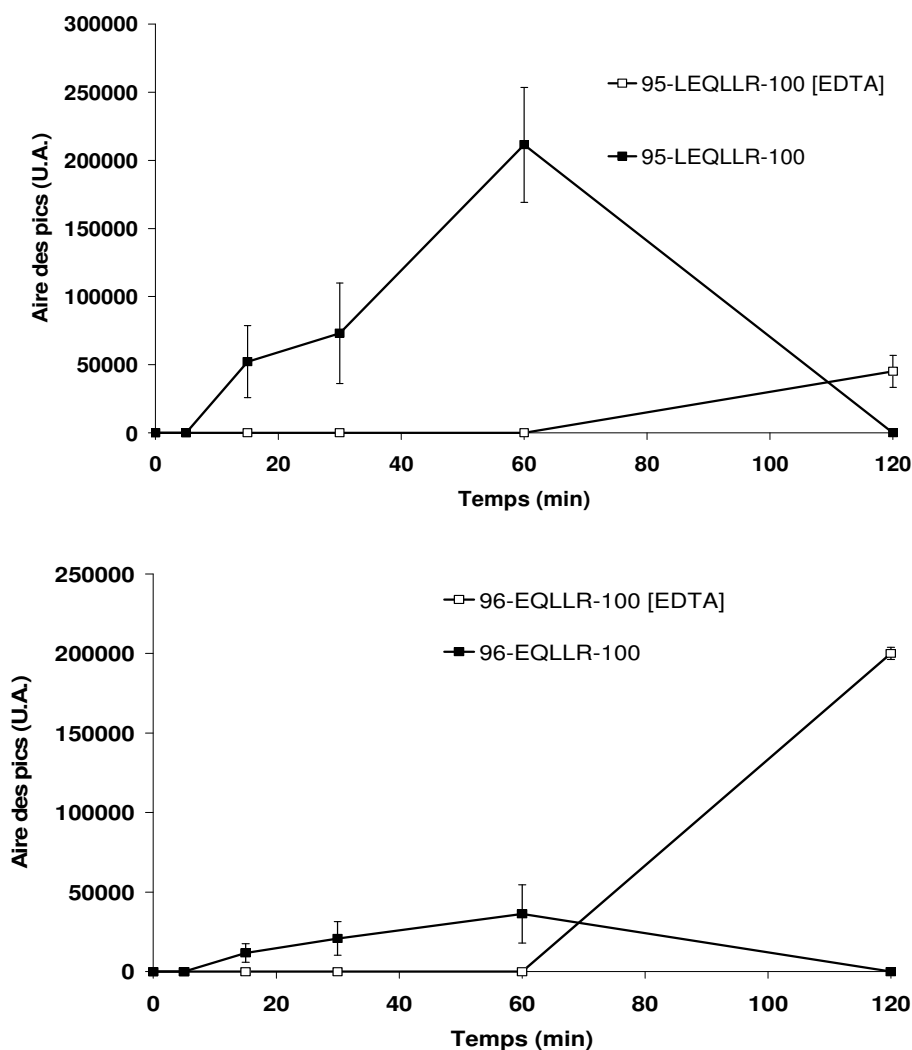 300000
250000
200000
150000
100000
50000
0
Aire des pics (U.A.)
95-LEQLLR-100 [EDTA]
95-LEQLLR-100
0 20 40 60 80 100 120
Temps (min)
250000
200000
150000
100000
50000
0
Aire des pics (U.A.)
96-EQLLR-100 [EDTA]
96-EQLLR-100
0 20 40 60 80 100 120
Temps (min)